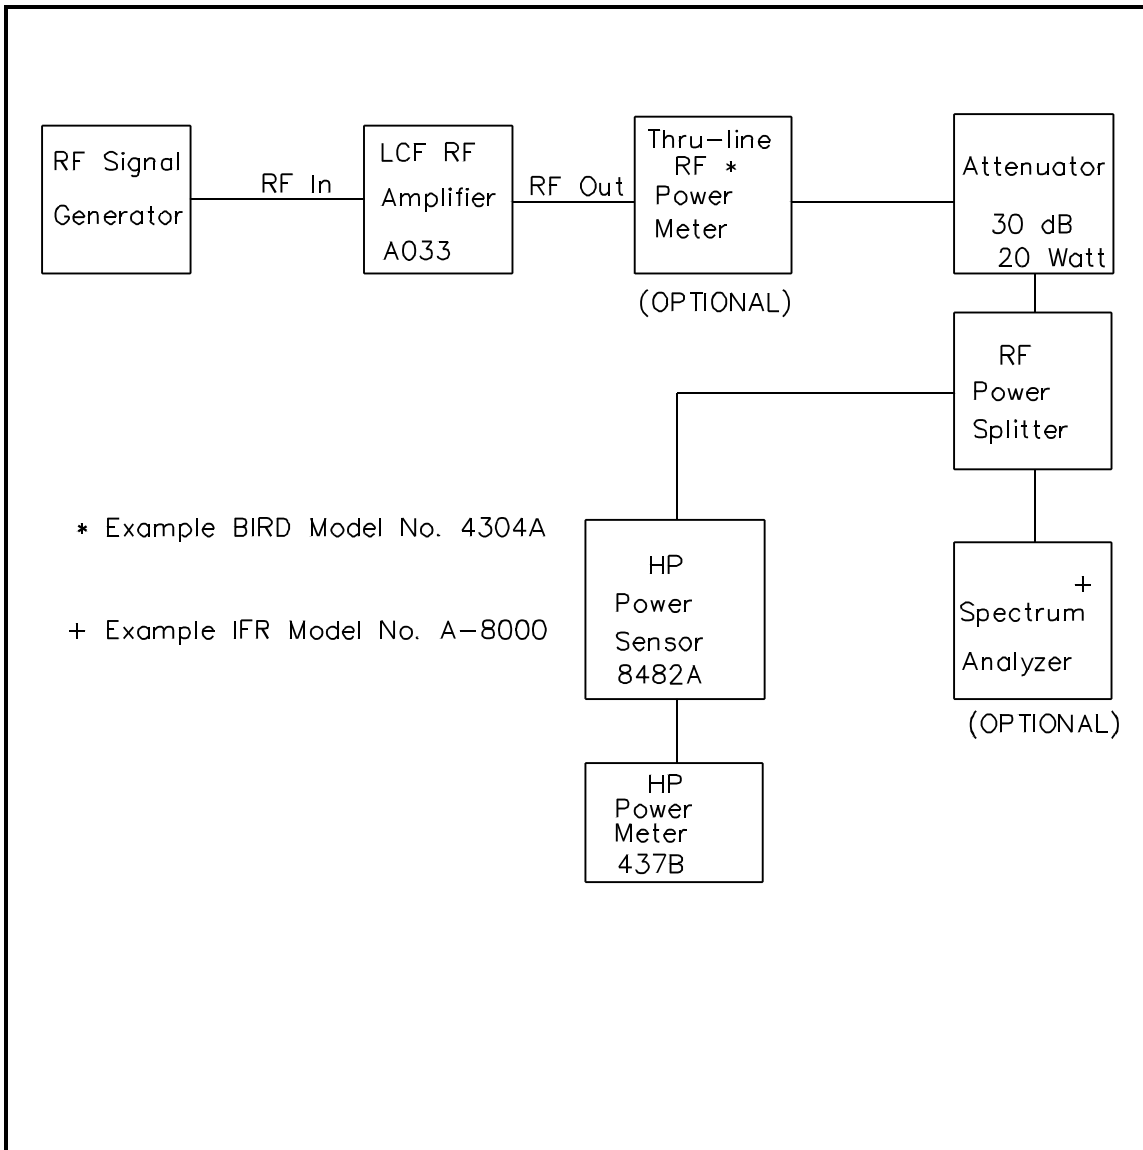 RF Signal
Generator
RF In
LCF RF
Amplifier
A033
RF Out
Thru-line
RF *
Power
Meter
(OPTIONAL)
Attenuator
30 dB
20 Watt
RF
Power
Splitter
* Example BIRD Model No. 4304A
+ Example IFR Model No. A-8000
HP
Power
Sensor
8482A
+
Spectrum
Analyzer
(OPTIONAL)
HP
Power
Meter
437B